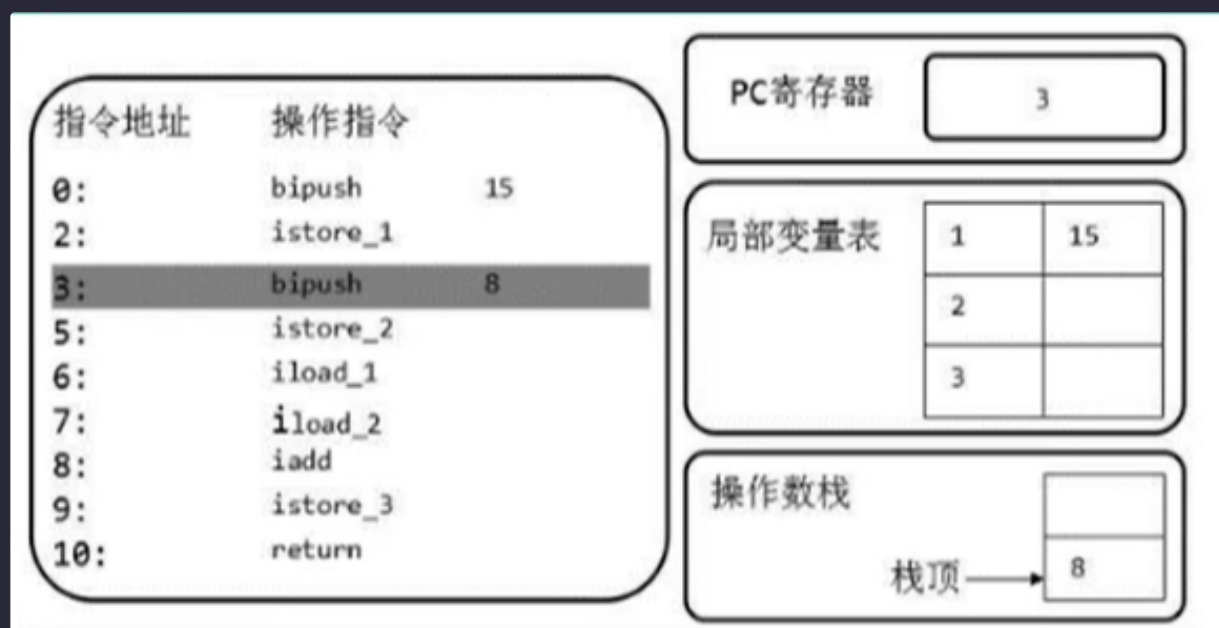 指令地址 操作指令
0: bipush 15
2: istore_1
3: bipush 8
5: istore_2
6: iload_1
7: iload_2
8: iadd
9: istore_3
10: return
PC寄存器 3
局部变量表 1 15
2
3
操作数栈
栈顶 8